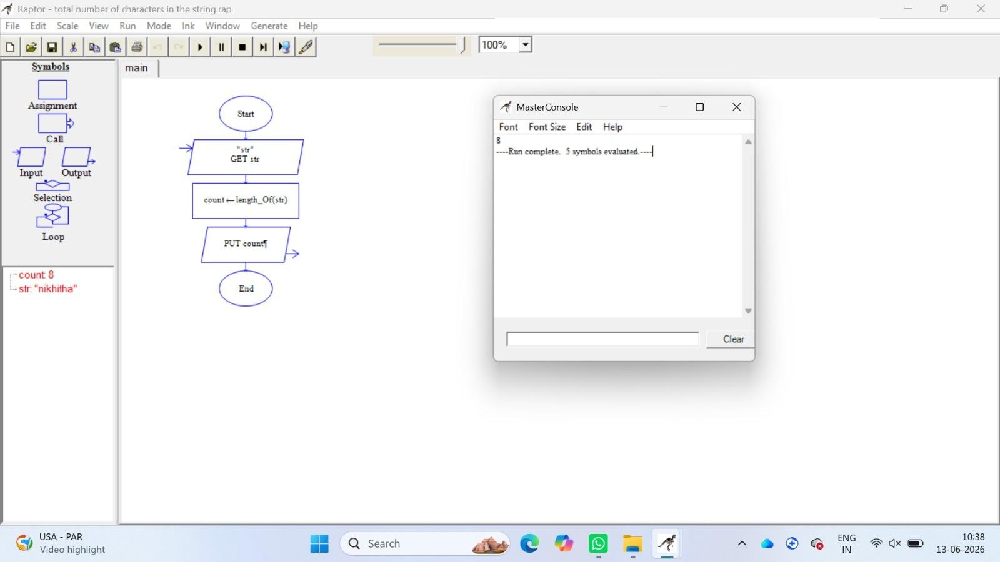 Raptor - total number of characters in the string.rap
File Edit Scale View Run Mode Ink Window Generate Help
100%
Symbols
Assignment
Call
Input Output
Selection
Loop
count: 8
str: "nikhitha"
main
Start
"str"
GET str
count←length_Of(str)
PUT count¶
End
MasterConsole
Font Font Size Edit Help
8
----Run complete. 5 symbols evaluated.----
Clear
USA - PAR
Video highlight
Search
ENG
IN
10:38
13-06-2026